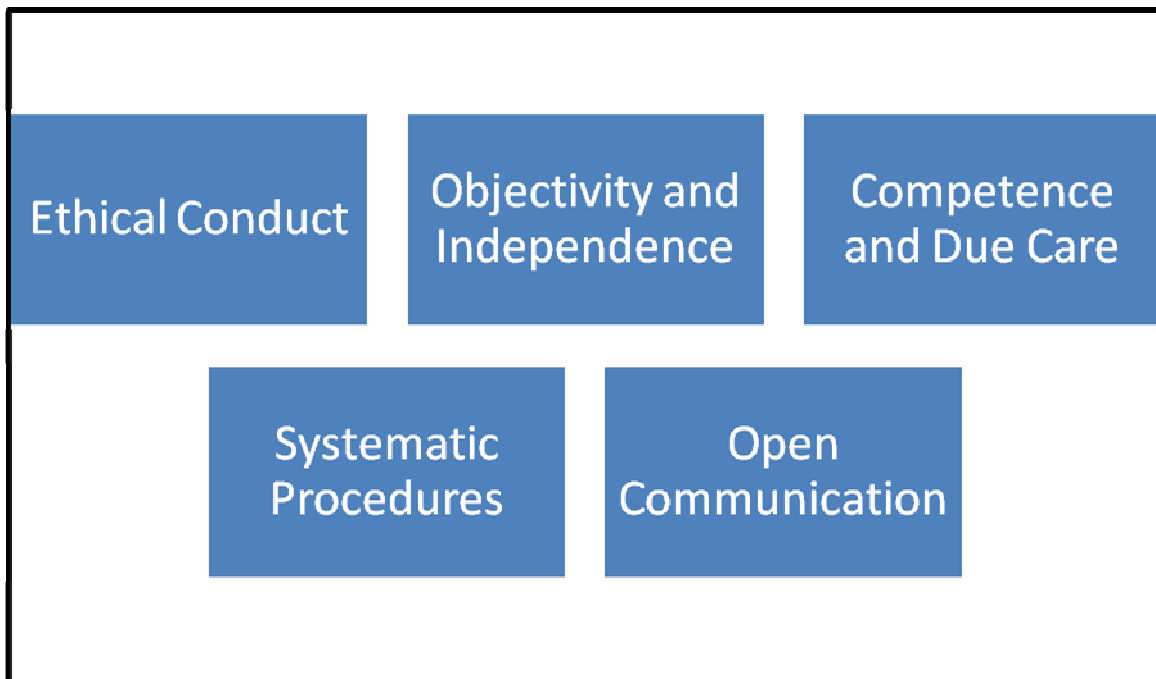 Ethical Conduct
Objectivity and
Independence
Competence
and Due Care
Systematic
Procedures
Open
Communication